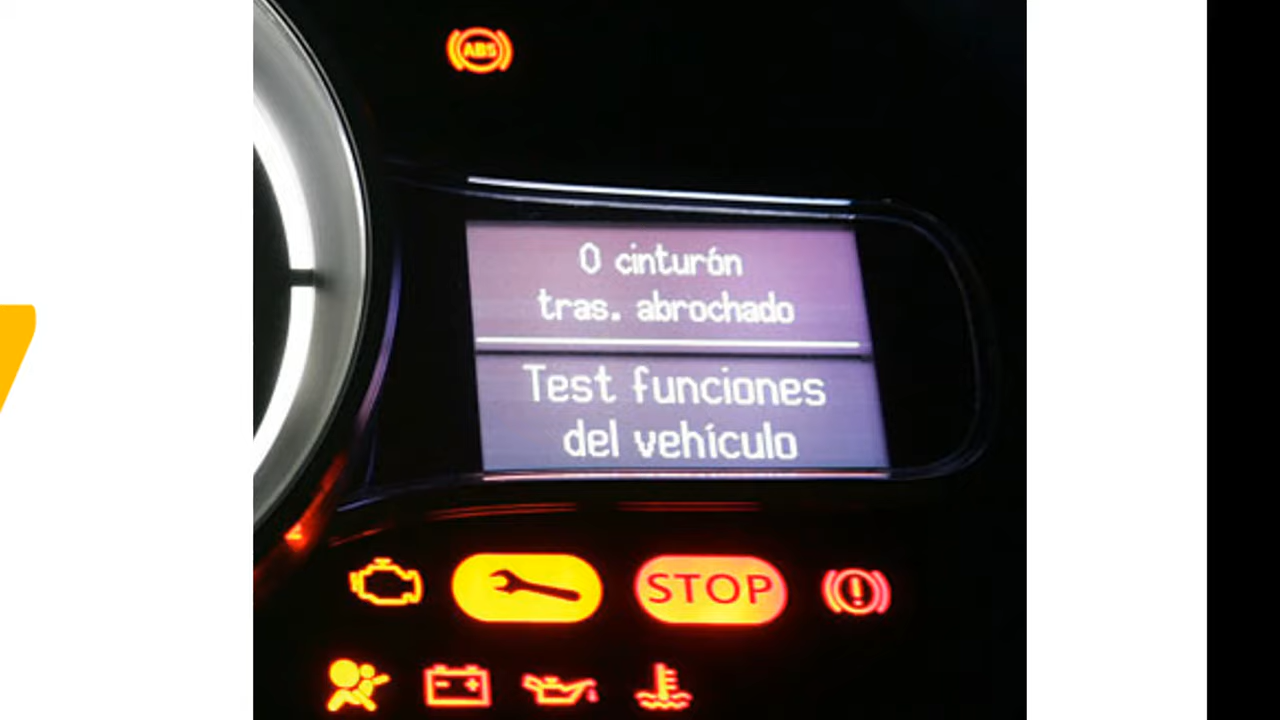 ABS
0 cinturón
tras. abrochado
Test funciones
del vehículo
STOP